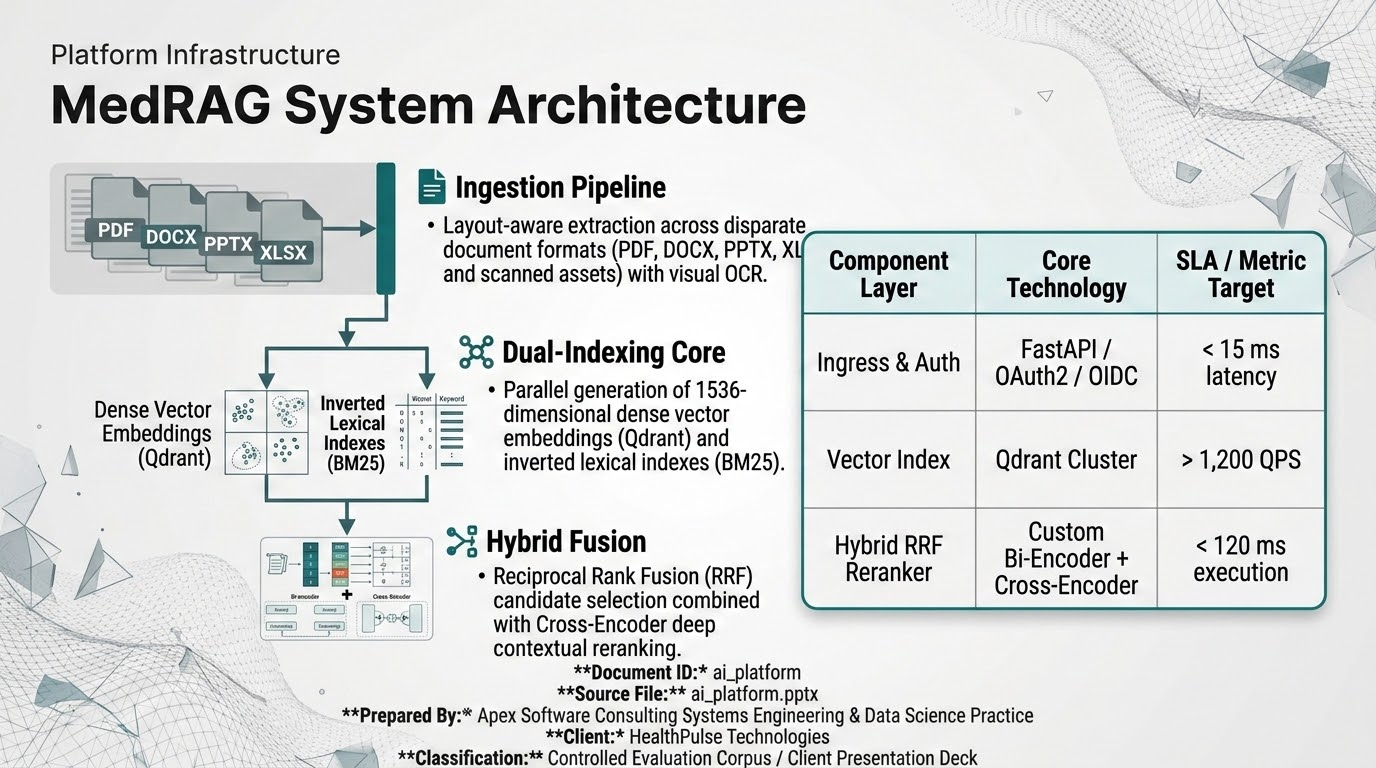 Platform Infrastructure
MedRAG System Architecture
PDF
DOCX
PPTX
XLSX
Ingestion Pipeline
• Layout-aware extraction across disparate
document formats (PDF, DOCX, PPTX, XL
and scanned assets) with visual OCR.
Dual-Indexing Core
• Parallel generation of 1536-
dimensional dense vector
embeddings (Qdrant) and
inverted lexical indexes (BM25).
Dense Vector
Embeddings
(Qdrant)
Inverted
Lexical
Indexes
(BM25)
Keyword
Hybrid Fusion
• Reciprocal Rank Fusion (RRF)
candidate selection combined
with Cross-Encoder deep
contextual reranking.
+
Component
Layer
Core
Technology
SLA / Metric
Target
Ingress & Auth
FastAPI /
OAuth2 / OIDC
< 15 ms
latency
Vector Index
Qdrant Cluster
> 1,200 QPS
Hybrid RRF
Reranker
Custom
Bi-Encoder +
Cross-Encoder
< 120 ms
execution
**Document ID:* ai_platform
**Source File:** ai_platform.pptx
**Prepared By:* Apex Software Consulting Systems Engineering & Data Science Practice
**Client:* HealthPulse Technologies
**Classification:** Controlled Evaluation Corpus / Client Presentation Deck